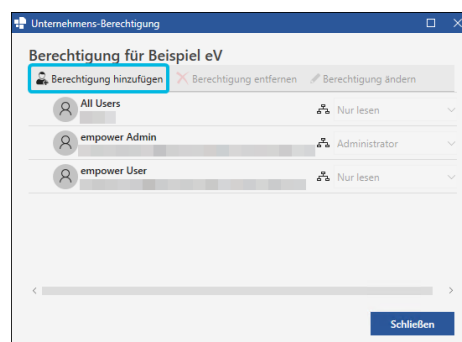 Unternehmens-Berechtigung
Berechtigung für Beispiel eV
Berechtigung hinzufügen Berechtigung entfernen Berechtigung ändern
All Users Nur lesen
empower Admin Administrator
empower User Nur lesen
Schließen